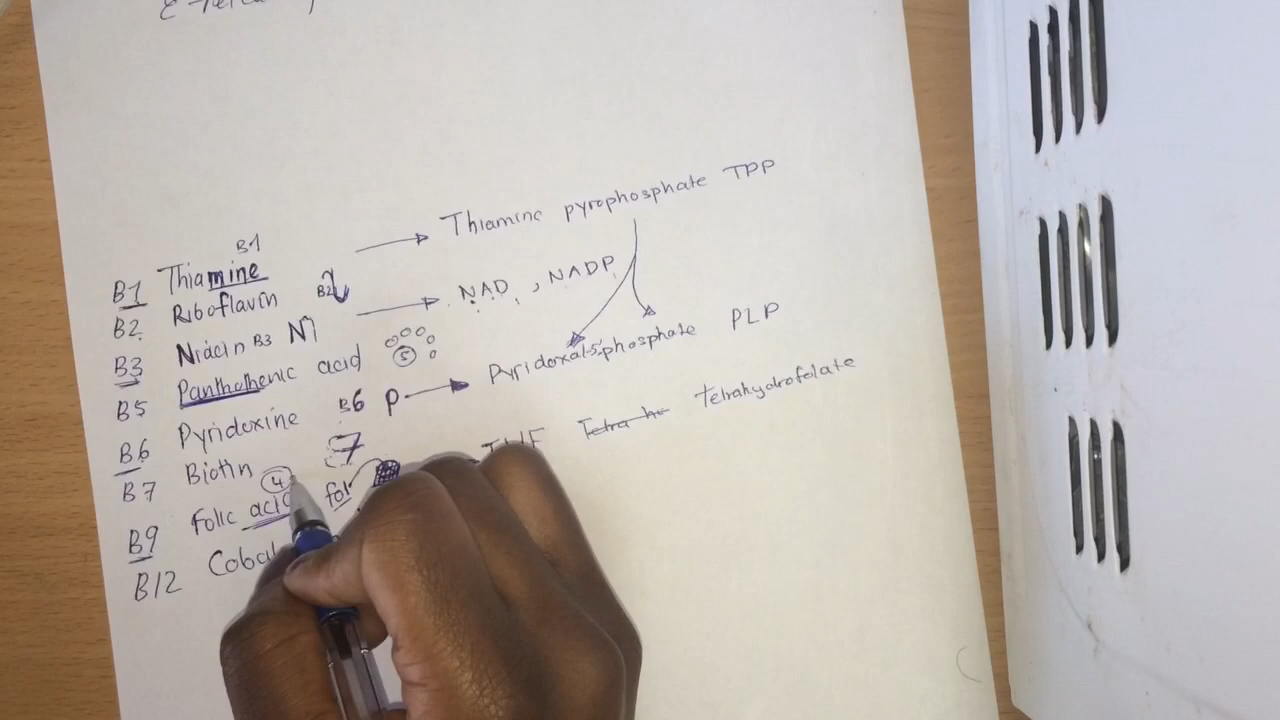 B1
B1 Thiamine → Thiamine pyrophosphate TPP
B2 Riboflavin B2
B3 Niacin B3 N → NAD, NADP
B5 Panthothenic acid 5
B6 Pyridoxine B6 P → Pyridoxal-5'phosphate PLP
B7 Biotin 7
4
B9 Folic acid fol Tetra tetrahydrofolate
B12 Cobal